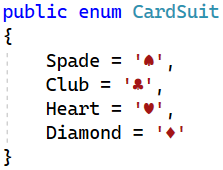 public enum CardSuit
{
    Spade = '♠',
    Club = '♣',
    Heart = '♥',
    Diamond = '♦'
}